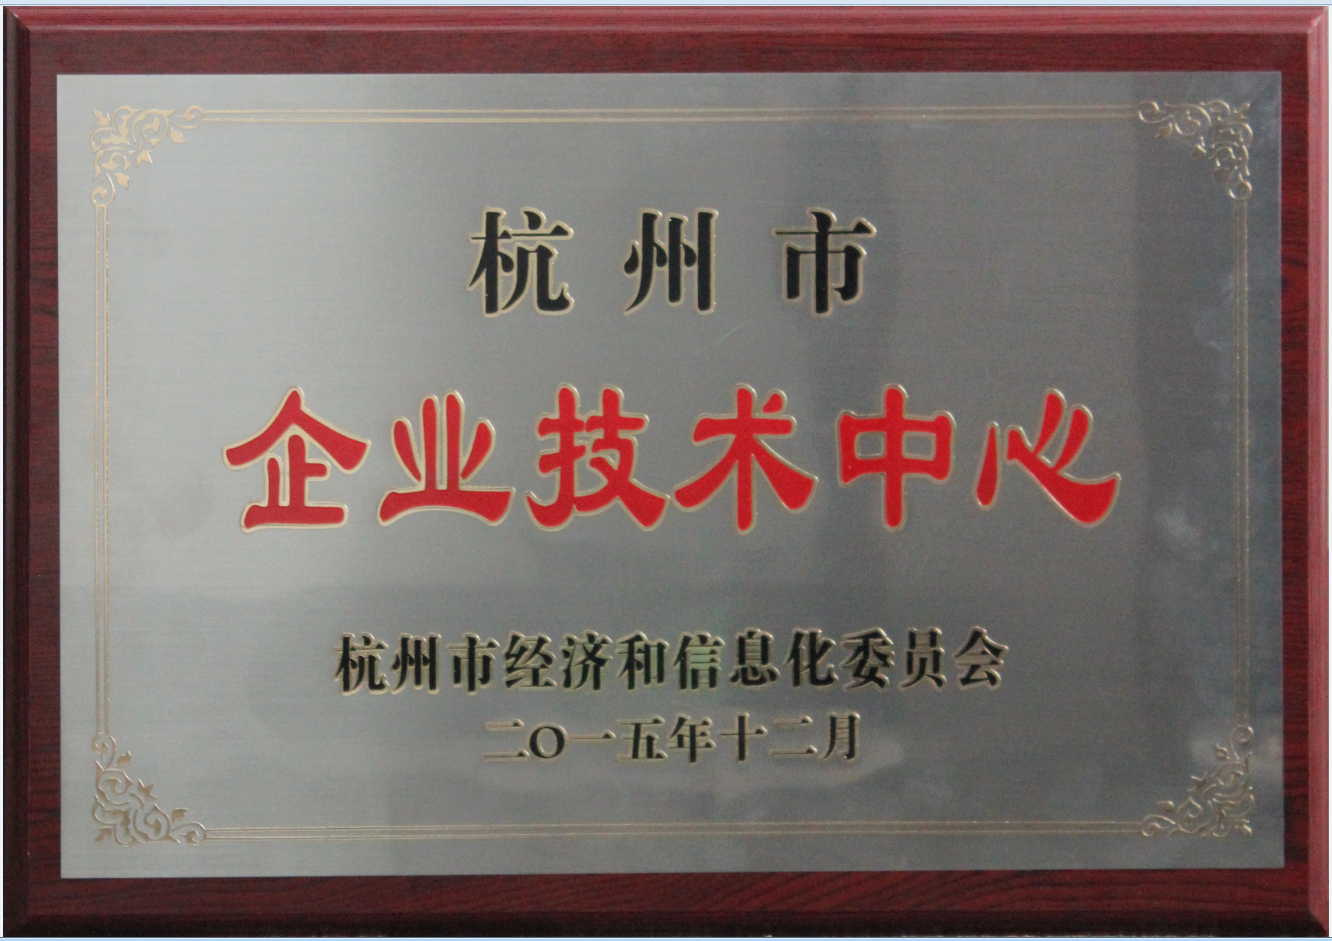 杭州市
企业技术中心
杭州市经济和信息化委员会
二〇一五年十二月